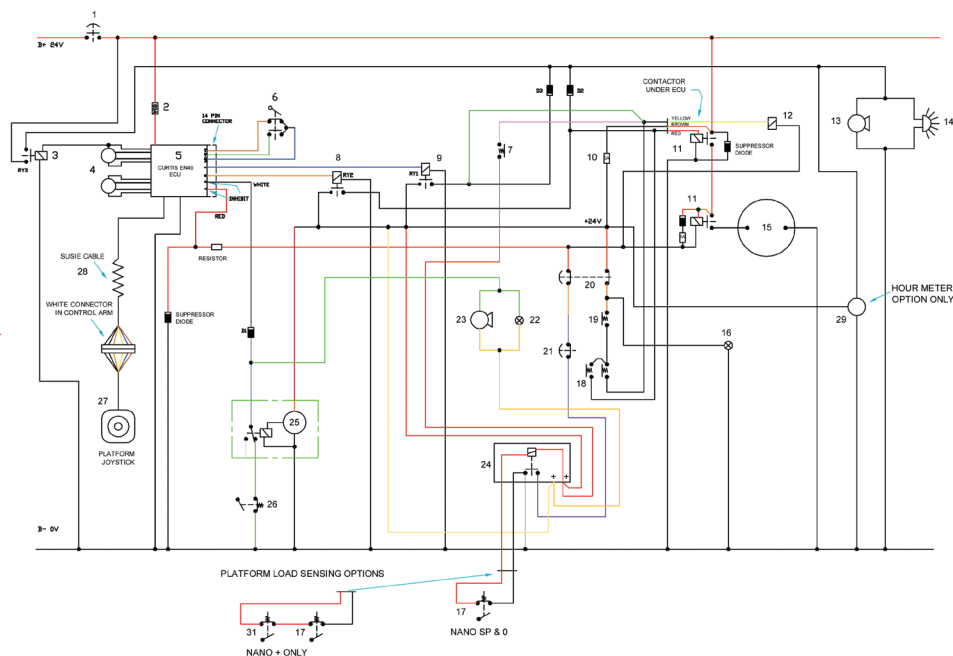 1
B+ 24V
2
6
14 PIN
CONNECTOR
CONTACTOR
UNDER ECU
D3
D2
YELLOW
BROWN
RED
12
13
14
3
RY3
4
5
CURTIS EN49
ECU
8
RY2
9
RY1
7
10
11
SUPPRESSOR
DIODE
WHITE
INHIBIT
RED
+24V
11
15
RESISTOR
SUSIE CABLE
28
20
HOUR METER
OPTION ONLY
WHITE CONNECTOR
IN CONTROL ARM
SUPPRESSOR
DIODE
D1
23
22
19
29
16
21
18
27
25
PLATFORM
JOYSTICK
24
+ +
26
B- 0V
PLATFORM LOAD SENSING OPTIONS
17
31
17
NANO SP & 0
NANO + ONLY